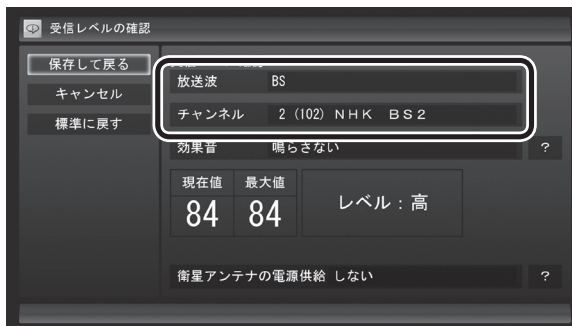 受信レベルの確認
保存して戻る
キャンセル
標準に戻す
放送波 BS
チャンネル 2 (102) NHK BS2
効果音 鳴らさない ?
現在値 最大値
84 84
レベル：高
衛星アンテナの電源供給 しない ?